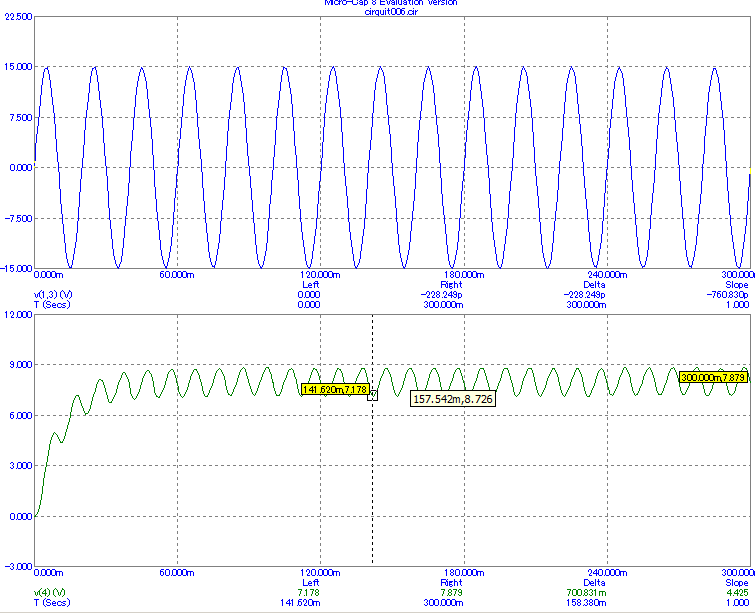 Micro-Cap 8 Evaluation Version
cirquit006.cir
22.500
15.000
7.500
0.000
-7.500
-15.000
0.000m 60.000m 120.000m 180.000m 240.000m 300.000m
Left Right Delta Slope
v(1,3) (V) 0.000 -228.249p -228.249p -760.830p
T (Secs) 0.000 300.000m 300.000m 1.000
12.000
9.000
300.000m,7.879
141.620m,7.178
157.542m,8.726
6.000
3.000
0.000
-3.000
0.000m 60.000m 120.000m 180.000m 240.000m 300.000m
Left Right Delta Slope
v(4) (V) 7.178 7.879 700.831m 4.425
T (Secs) 141.620m 300.000m 158.380m 1.000